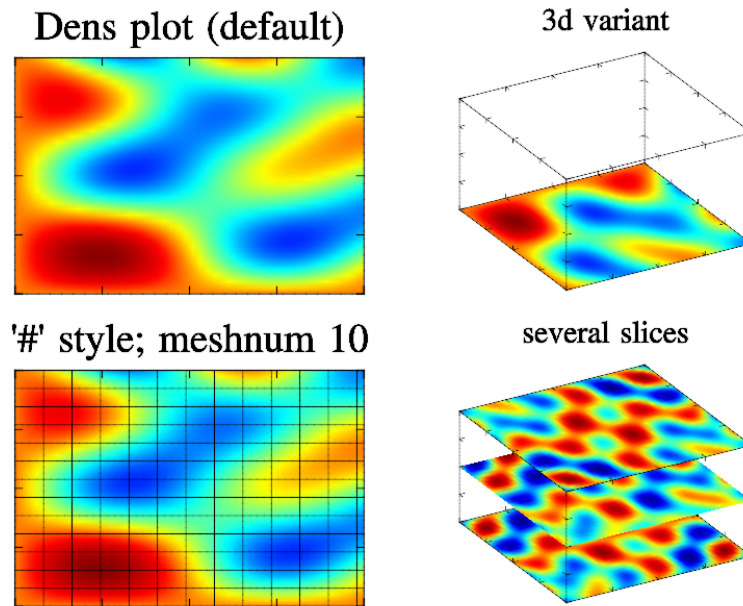 Dens plot (default)
3d variant
'#' style; meshnum 10
several slices